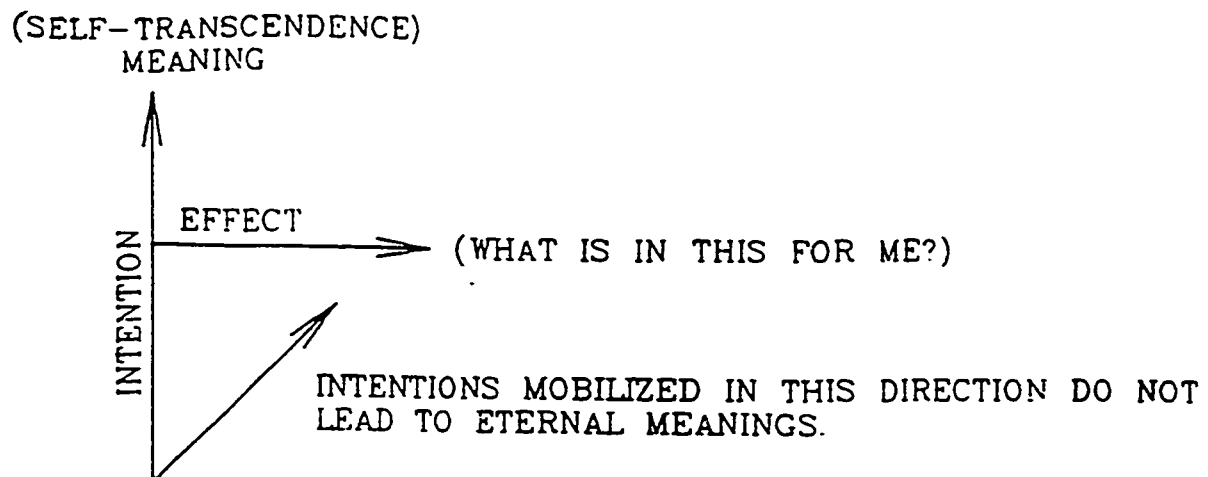 (SELF-TRANSCENDENCE)
MEANING
EFFECT
(WHAT IS IN THIS FOR ME?)
INTENTION
INTENTIONS MOBILIZED IN THIS DIRECTION DO NOT
LEAD TO ETERNAL MEANINGS.